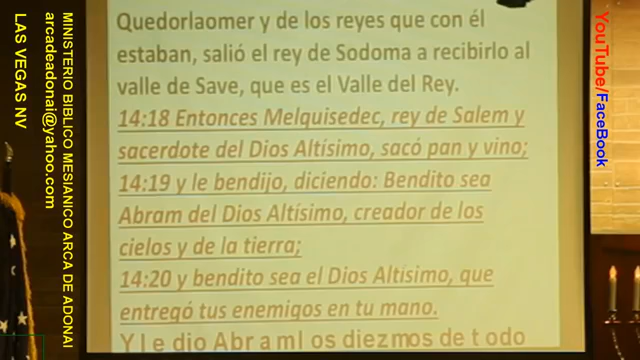 LAS VEGAS NV
arcadeadonai@yahoo.com
MINISTERIO BIBLICO MESIANICO ARCA DE ADONAI
Quedorlaomer y de los reyes que con él
estaban, salió el rey de Sodoma a recibirlo al
valle de Save, que es el Valle del Rey.
14:18 Entonces Melquisedec, rey de Salem y
sacerdote del Dios Altísimo, sacó pan y vino;
14:19 y le bendijo, diciendo: Bendito sea
Abram del Dios Altísimo, creador de los
cielos y de la tierra;
14:20 y bendito sea el Dios Altísimo, que
entregó tus enemigos en tu mano.
Y le dio Abram los diezmos de todo
YouTube/FaceBook